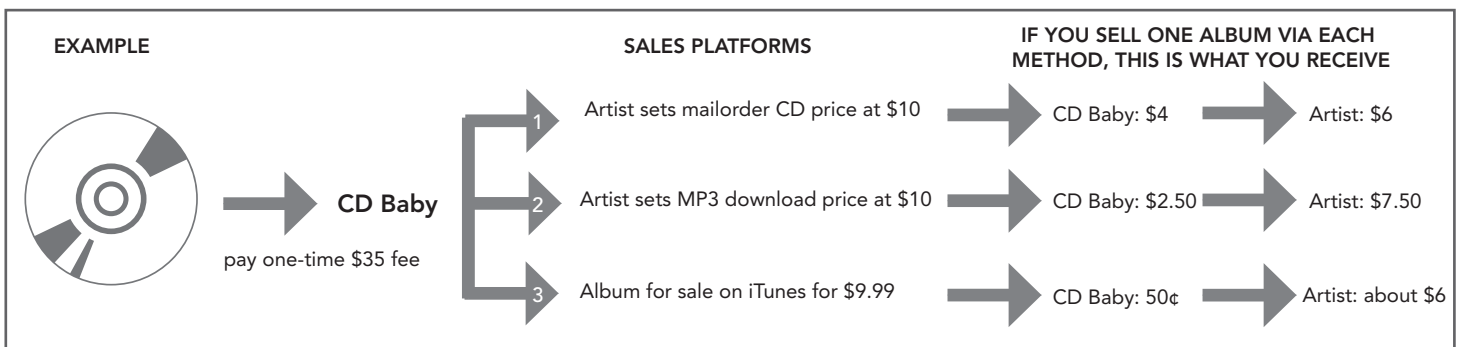 EXAMPLE
SALES PLATFORMS
IF YOU SELL ONE ALBUM VIA EACH
METHOD, THIS IS WHAT YOU RECEIVE
CD Baby
pay one-time $35 fee
1
Artist sets mailorder CD price at $10
CD Baby: $4
Artist: $6
2
Artist sets MP3 download price at $10
CD Baby: $2.50
Artist: $7.50
3
Album for sale on iTunes for $9.99
CD Baby: 50¢
Artist: about $6